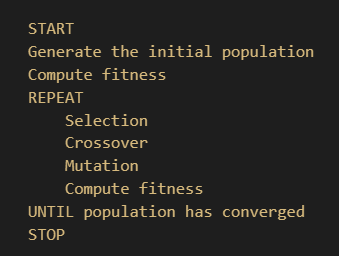 START
Generate the initial population
Compute fitness
REPEAT
    Selection
    Crossover
    Mutation
    Compute fitness
UNTIL population has converged
STOP